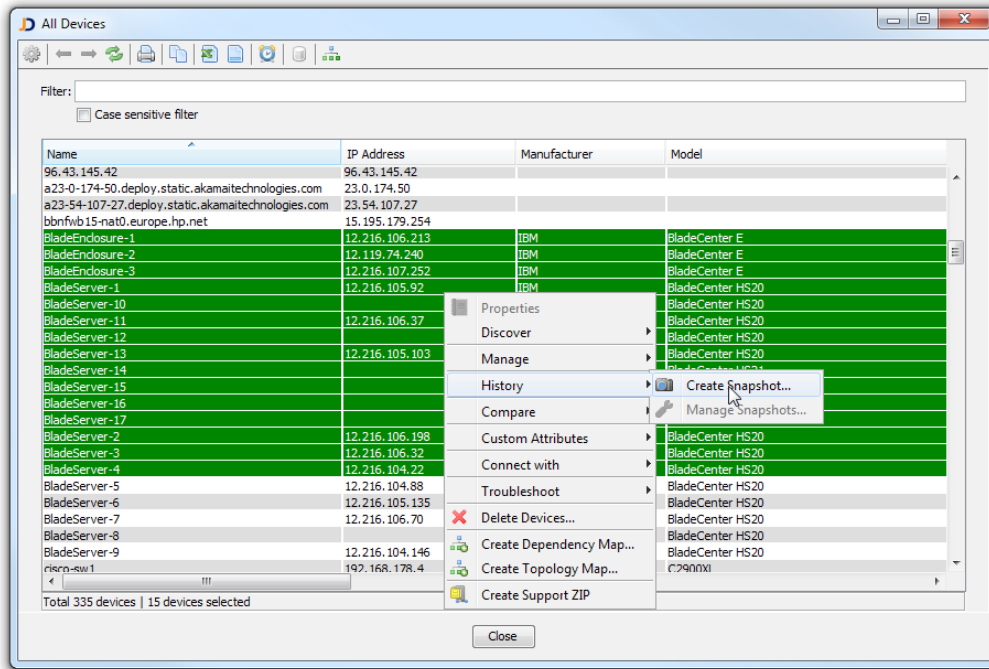 All Devices
Filter:
Case sensitive filter
Name IP Address Manufacturer Model
96.43.145.42 96.43.145.42
a23-0-174-50.deploy.static.akamaitechnologies.com 23.0.174.50
a23-54-107-27.deploy.static.akamaitechnologies.com 23.54.107.27
bbnfwb15-nat0.europe.hp.net 15.195.179.254
BladeEnclosure-1 12.216.106.213 IBM BladeCenter E
BladeEnclosure-2 12.119.74.240 IBM BladeCenter E
BladeEnclosure-3 12.216.107.252 IBM BladeCenter E
BladeServer-1 12.216.105.92 IBM BladeCenter HS20
BladeServer-10 BladeCenter HS20
Properties
BladeServer-11 12.216.106.37 BladeCenter HS20
Discover
BladeServer-12 BladeCenter HS20
BladeServer-13 12.216.105.103 BladeCenter HS20
Manage
BladeServer-14
BladeServer-15
History Create Snapshot...
BladeServer-16
Compare Manage Snapshots...
BladeServer-17
BladeServer-2 12.216.106.198 BladeCenter HS20
Custom Attributes
BladeServer-3 12.216.106.32 BladeCenter HS20
Connect with
BladeServer-4 12.216.104.22 BladeCenter HS20
BladeServer-5 12.216.104.88 BladeCenter HS20
Troubleshoot
BladeServer-6 12.216.105.135 BladeCenter HS20
BladeServer-7 12.216.106.70 BladeCenter HS20
Delete Devices...
BladeServer-8 BladeCenter HS20
Create Dependency Map...
BladeServer-9 12.216.104.146 BladeCenter HS20
cisco-sw1 192.168.178.4 C2900XL
Create Topology Map...
Create Support ZIP
Total 335 devices | 15 devices selected
Close